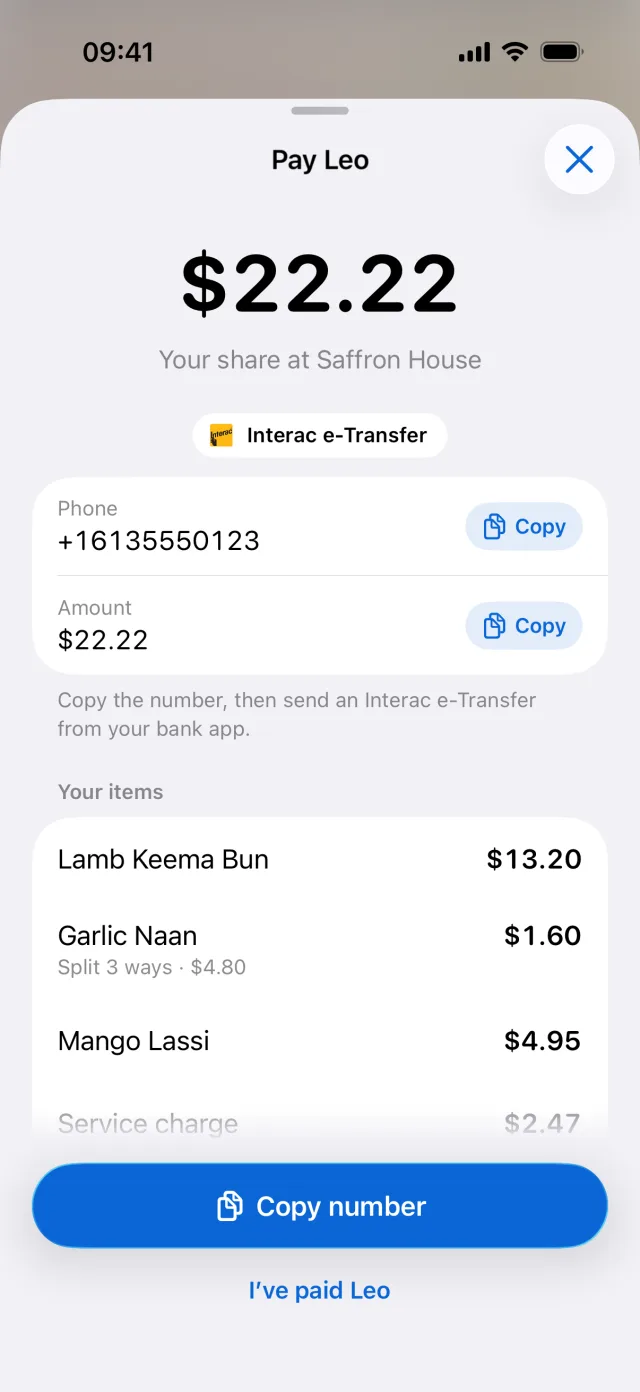 09:41
Pay Leo
$22.22
Your share at Saffron House
Interac
Interac e-Transfer
Phone
+16135550123
Copy
Amount
$22.22
Copy
Copy the number, then send an Interac e-Transfer
from your bank app.
Your items
Lamb Keema Bun $13.20
Garlic Naan $1.60
Split 3 ways · $4.80
Mango Lassi $4.95
Service charge $2.47
Copy number
I’ve paid Leo